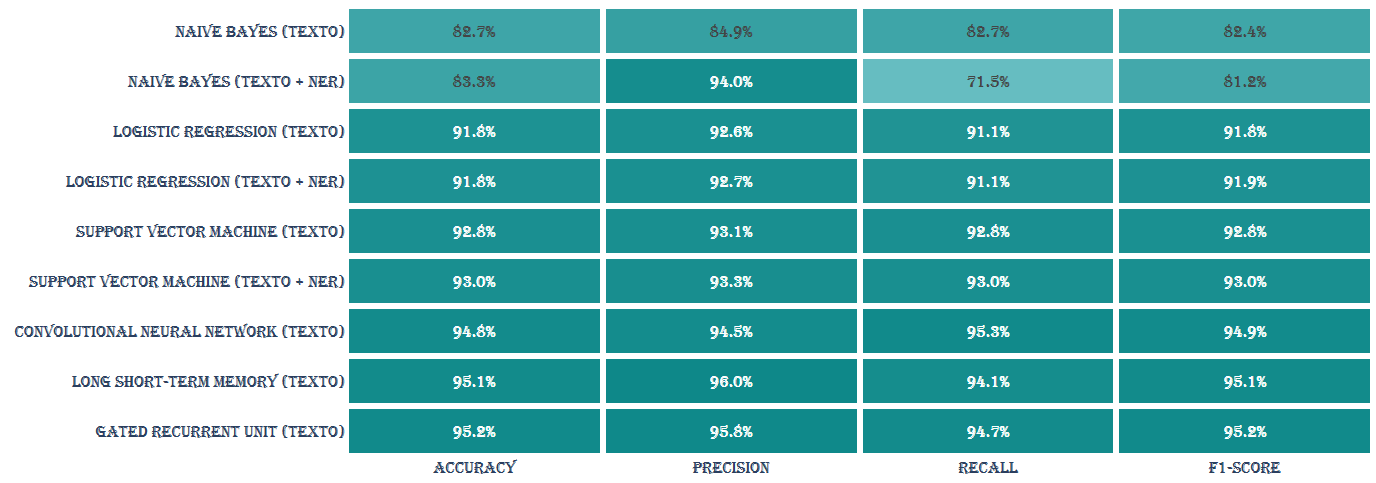 NAIVE BAYES (TEXTO) 82.7% 84.9% 82.7% 82.4%
NAIVE BAYES (TEXTO + NER) 83.3% 94.0% 71.5% 81.2%
LOGISTIC REGRESSION (TEXTO) 91.8% 92.6% 91.1% 91.8%
LOGISTIC REGRESSION (TEXTO + NER) 91.8% 92.7% 91.1% 91.9%
SUPPORT VECTOR MACHINE (TEXTO) 92.8% 93.1% 92.8% 92.8%
SUPPORT VECTOR MACHINE (TEXTO + NER) 93.0% 93.3% 93.0% 93.0%
CONVOLUTIONAL NEURAL NETWORK (TEXTO) 94.8% 94.5% 95.3% 94.9%
LONG SHORT-TERM MEMORY (TEXTO) 95.1% 96.0% 94.1% 95.1%
GATED RECURRENT UNIT (TEXTO) 95.2% 95.8% 94.7% 95.2%
ACCURACY PRECISION RECALL F1-SCORE